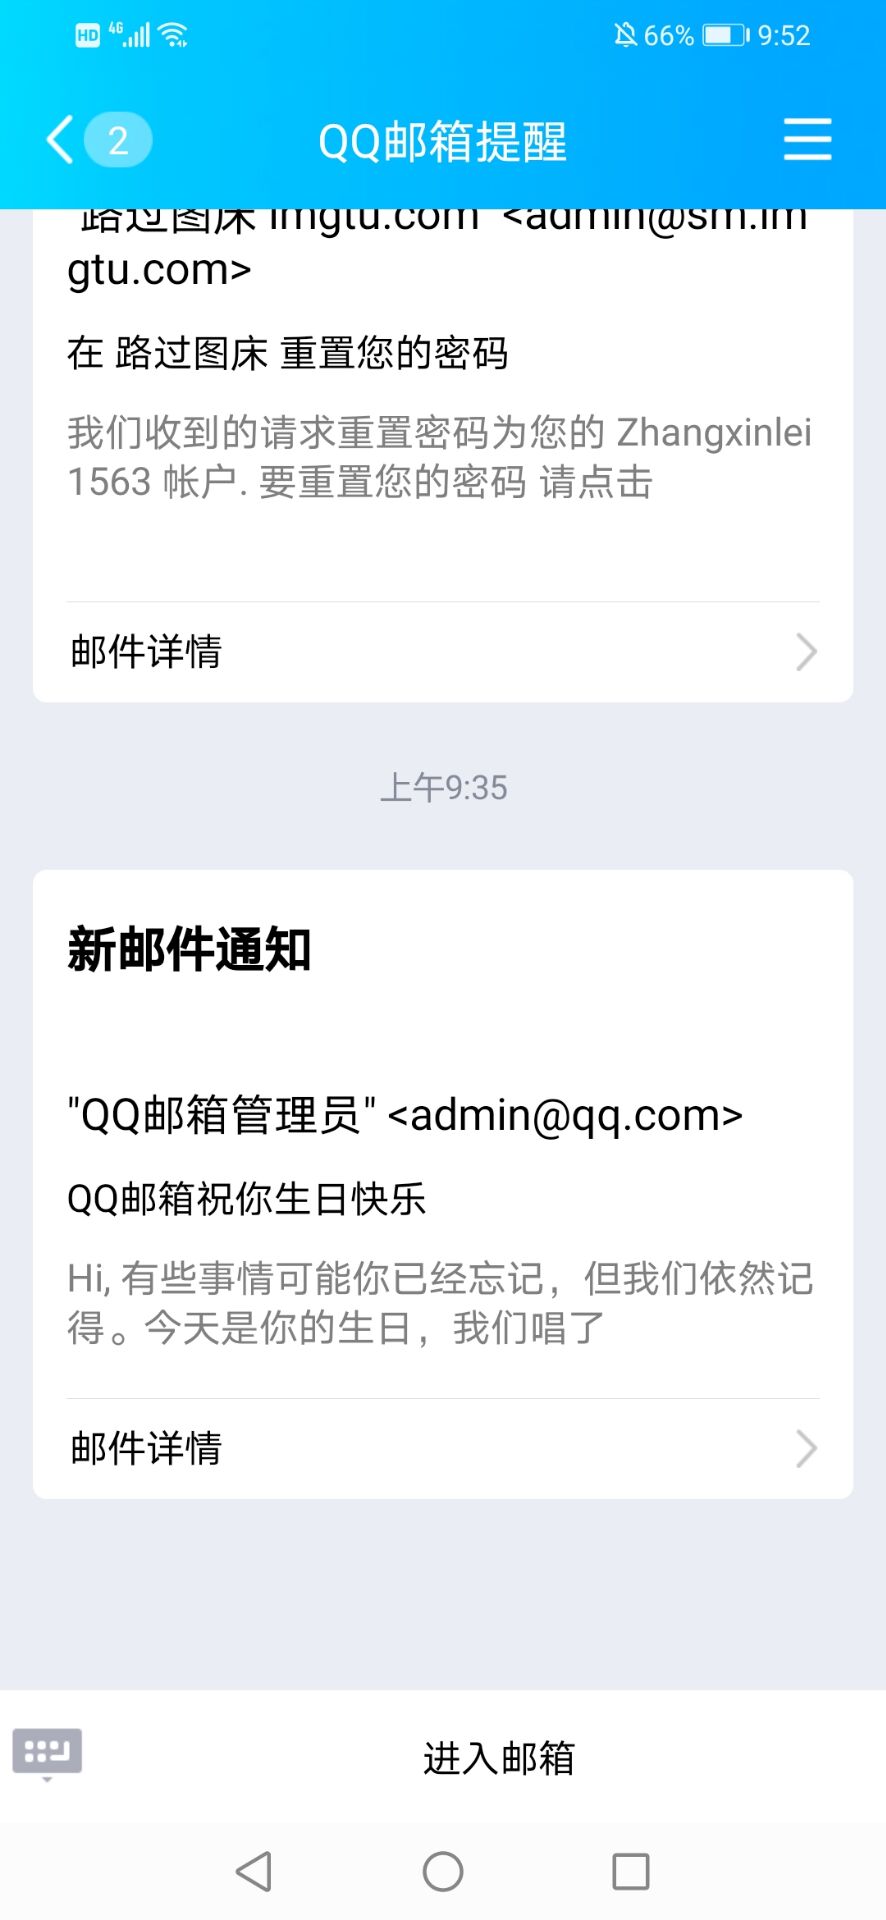 HD 4G 66% 9:52
2 QQ邮箱提醒
"路过图床 imgtu.com" <admin@sm.im
gtu.com>
在 路过图床 重置您的密码
我们收到的请求重置密码为您的 Zhangxinlei
1563 帐户. 要重置您的密码 请点击
邮件详情
上午9:35
新邮件通知
"QQ邮箱管理员" <admin@qq.com>
QQ邮箱祝你生日快乐
Hi, 有些事情可能你已经忘记，但我们依然记
得。今天是你的生日，我们唱了
邮件详情
进入邮箱